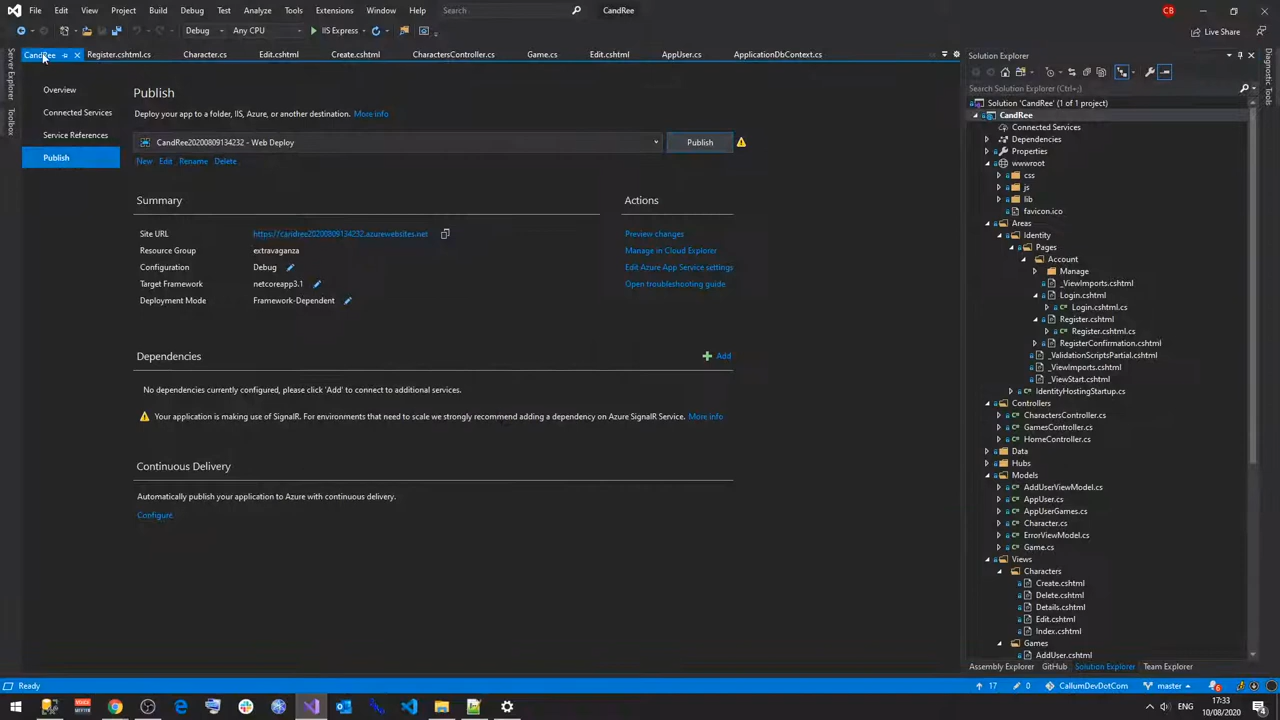 File Edit View Project Build Debug Test Analyze Tools Extensions Window Help Search CandRee CB
Debug Any CPU IIS Express Live Share
CandRee Register.cshtml.cs Character.cs Edit.cshtml Create.cshtml CharactersController.cs Game.cs Edit.cshtml AppUser.cs ApplicationDbContext.cs
Server Explorer
Toolbox
Overview
Connected Services
Service References
Publish
Publish
Deploy your app to a folder, IIS, Azure, or another destination. More info
CandRee20200809134232 - Web Deploy Publish
New Edit Rename Delete
Summary
Site URL https://candree20200809134232.azurewebsites.net
Resource Group extravaganza
Configuration Debug
Target Framework netcoreapp3.1
Deployment Mode Framework-Dependent
Actions
Preview changes
Manage in Cloud Explorer
Edit Azure App Service settings
Open troubleshooting guide
Dependencies Add
No dependencies currently configured, please click 'Add' to connect to additional services.
Your application is making use of SignalR. For environments that need to scale we strongly recommend adding a dependency on Azure SignalR Service. More info
Continuous Delivery
Automatically publish your application to Azure with continuous delivery.
Configure
Solution Explorer
Search Solution Explorer (Ctrl+;)
Solution 'CandRee' (1 of 1 project)
CandRee
Connected Services
Dependencies
Properties
wwwroot
css
js
lib
favicon.ico
Areas
Identity
Pages
Account
Manage
_ViewImports.cshtml
Login.cshtml
Login.cshtml.cs
Register.cshtml
Register.cshtml.cs
RegisterConfirmation.cshtml
_ValidationScriptsPartial.cshtml
_ViewImports.cshtml
_ViewStart.cshtml
IdentityHostingStartup.cs
Controllers
CharactersController.cs
GamesController.cs
HomeController.cs
Data
Hubs
Models
AddUserViewModel.cs
AppUser.cs
AppUserGames.cs
Character.cs
ErrorViewModel.cs
Game.cs
Views
Characters
Create.cshtml
Delete.cshtml
Details.cshtml
Edit.cshtml
Index.cshtml
Games
AddUser.cshtml
Assembly Explorer GitHub Solution Explorer Team Explorer
Diagnostic Tools
Ready 17 0 CallumDevDotCom master 6
ENG 17:33
10/08/2020